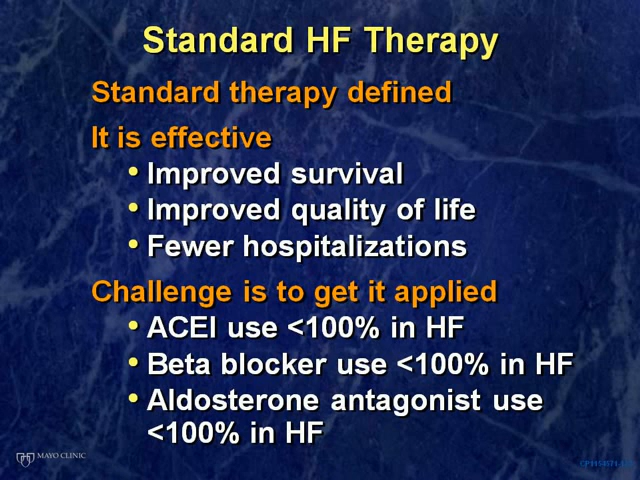 Standard HF Therapy
Standard therapy defined
It is effective
• Improved survival
• Improved quality of life
• Fewer hospitalizations
Challenge is to get it applied
• ACEI use <100% in HF
• Beta blocker use <100% in HF
• Aldosterone antagonist use
<100% in HF
MAYO CLINIC